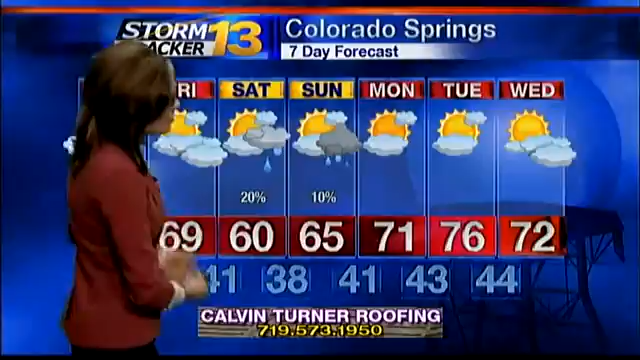 STORM
13
Colorado Springs
7 Day Forecast
SAT SUN MON TUE WED
20% 10%
69 60 65 71 76 72
41 38 41 43 44
CALVIN TURNER ROOFING
719.573.1950